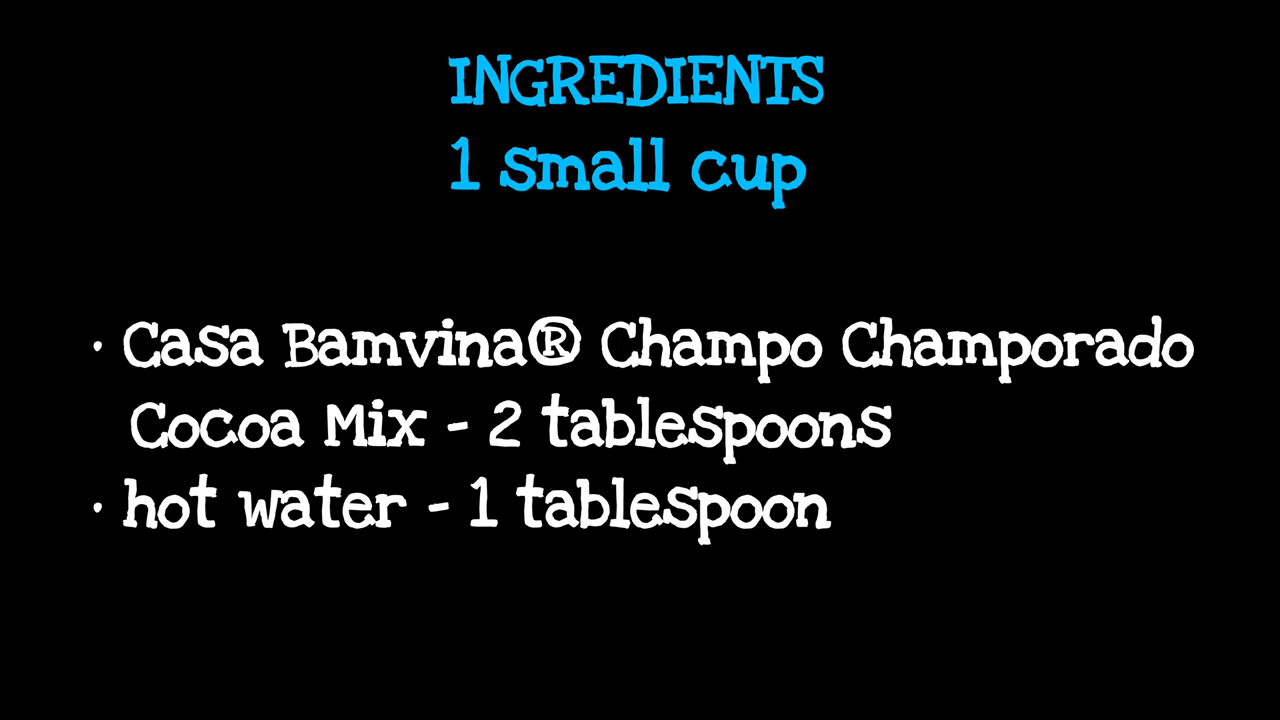 INGREDIENTS
1 small cup
· Casa Bamvina® Champo Champorado
Cocoa Mix - 2 tablespoons
· hot water - 1 tablespoon